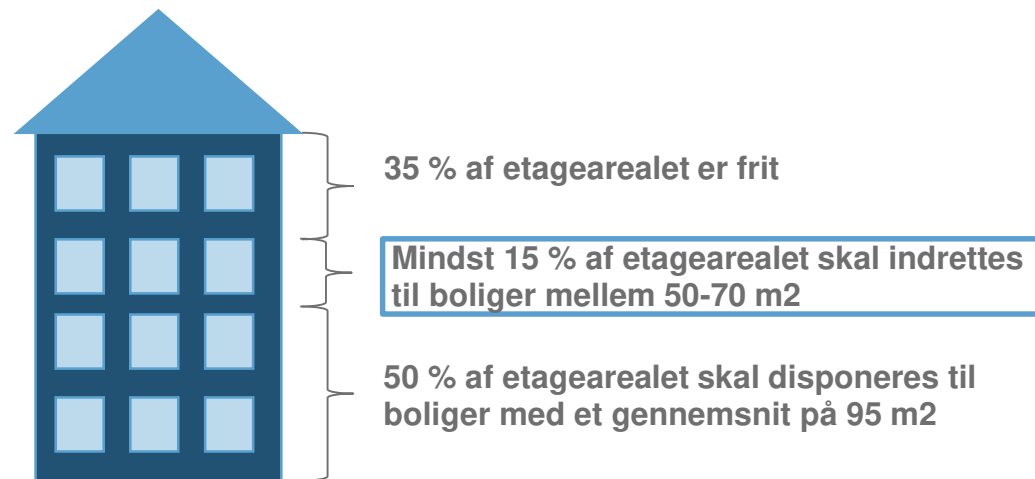 35 % af etagearealet er frit
Mindst 15 % af etagearealet skal indrettes
til boliger mellem 50-70 m2
50 % af etagearealet skal disponeres til
boliger med et gennemsnit på 95 m2